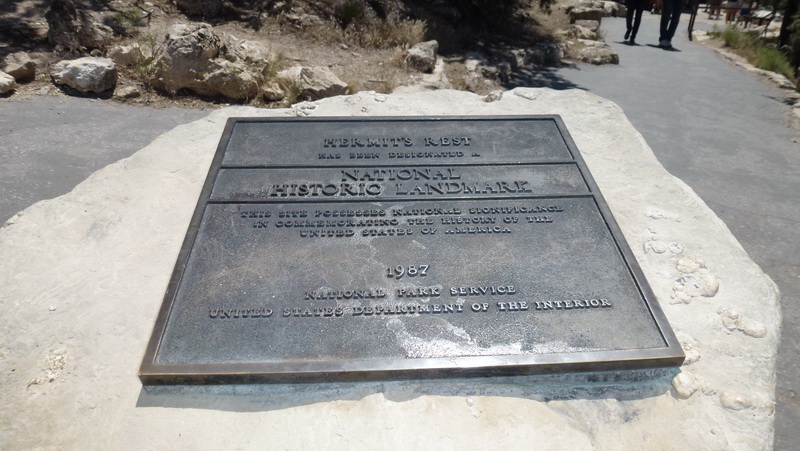 HERMIT'S REST
HAS BEEN DESIGNATED A
NATIONAL
HISTORIC LANDMARK
THIS SITE POSSESSES NATIONAL SIGNIFICANCE
IN COMMEMORATING THE HISTORY OF THE
UNITED STATES OF AMERICA
1987
NATIONAL PARK SERVICE
UNITED STATES DEPARTMENT OF THE INTERIOR